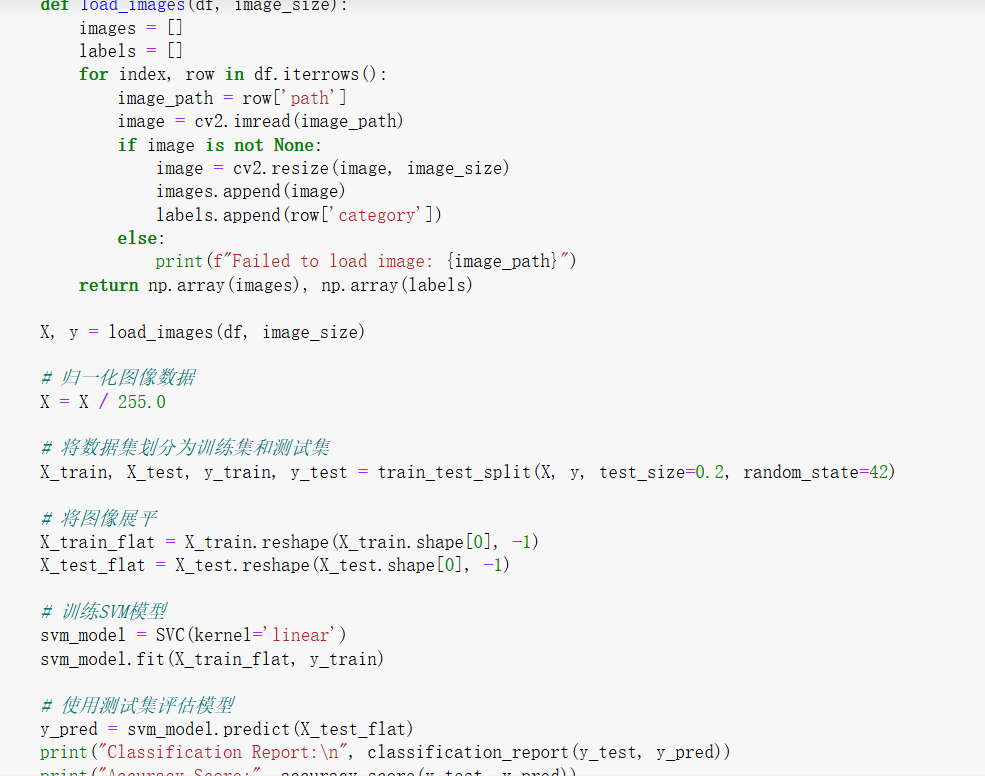 def load_images(df, image_size):
    images = []
    labels = []
    for index, row in df.iterrows():
        image_path = row['path']
        image = cv2.imread(image_path)
        if image is not None:
            image = cv2.resize(image, image_size)
            images.append(image)
            labels.append(row['category'])
        else:
            print(f"Failed to load image: {image_path}")
    return np.array(images), np.array(labels)
X, y = load_images(df, image_size)
# 归一化图像数据
X = X / 255.0
# 将数据集划分为训练集和测试集
X_train, X_test, y_train, y_test = train_test_split(X, y, test_size=0.2, random_state=42)
# 将图像展平
X_train_flat = X_train.reshape(X_train.shape[0], -1)
X_test_flat = X_test.reshape(X_test.shape[0], -1)
# 训练SVM模型
svm_model = SVC(kernel='linear')
svm_model.fit(X_train_flat, y_train)
# 使用测试集评估模型
y_pred = svm_model.predict(X_test_flat)
print("Classification Report:\n", classification_report(y_test, y_pred))
print("Accuracy Score:", accuracy_score(y_test, y_pred))